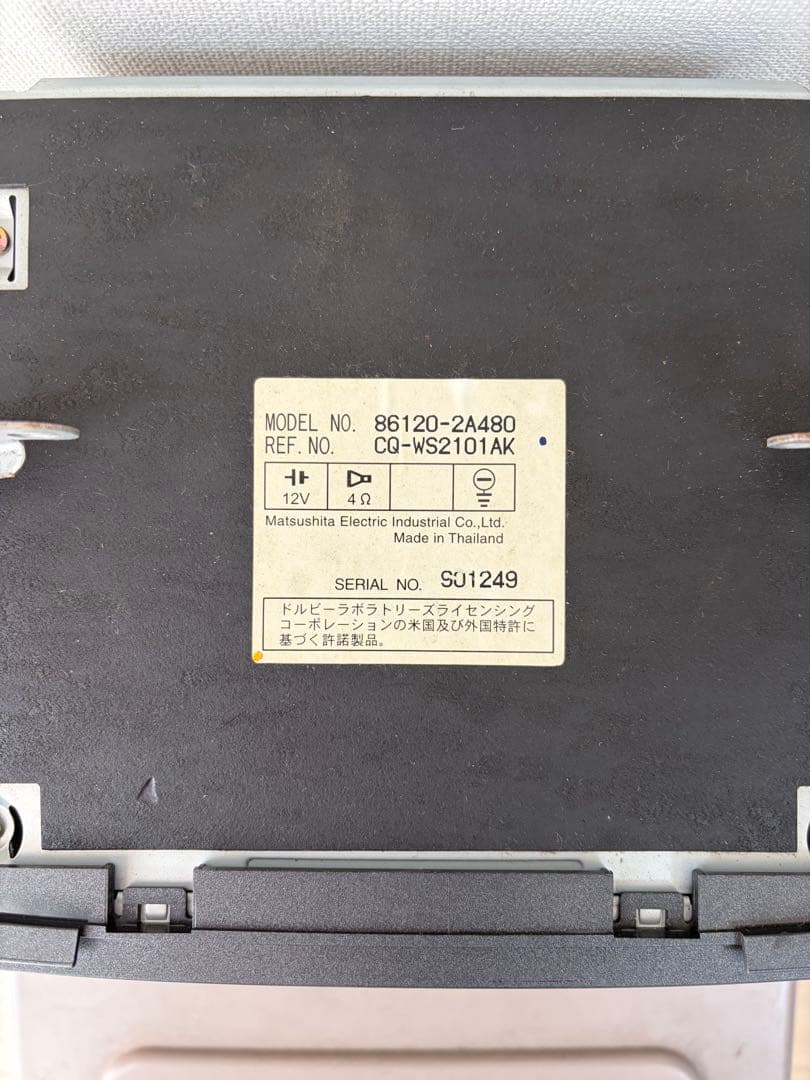 MODEL NO. 86120-2A480
REF.NO. CQ-WS2101AK
12V 4Ω
Matsushita Electric Industrial Co.,Ltd.
Made in Thailand
SERIAL NO. S01249
ドルビーラボラトリーズライセンシング
コーポレーションの米国及び外国特許に
基づく許諾製品。